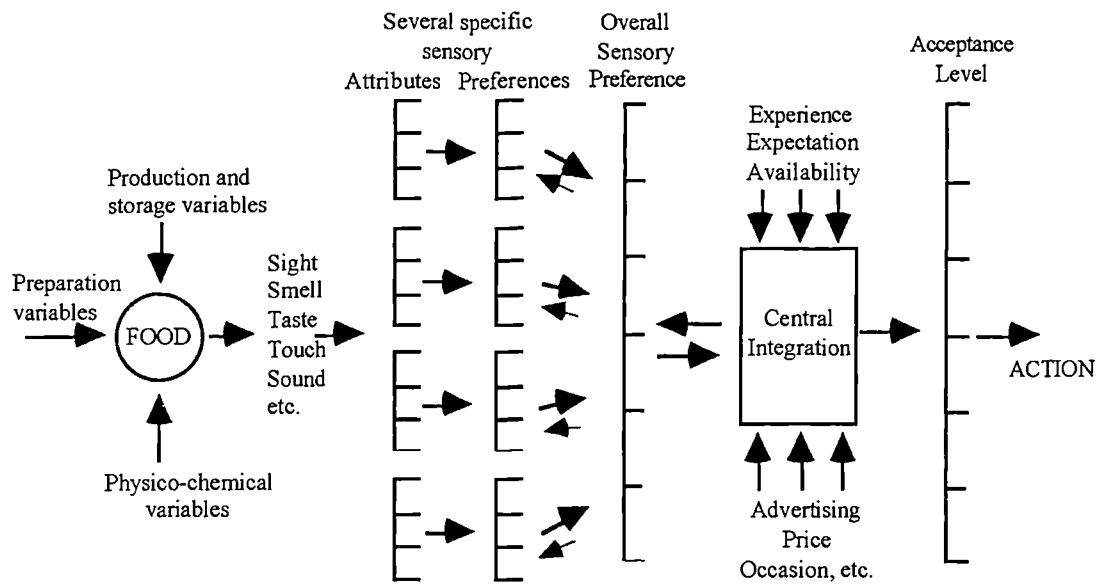 Several specific
sensory
Attributes
Preferences
Overall
Sensory
Preference
Acceptance
Level
Experience
Expectation
Availability
Production and
storage variables
Preparation
variables
FOOD
Sight
Smell
Taste
Touch
Sound
etc.
Central
Integration
ACTION
Physico-chemical
variables
Advertising
Price
Occasion, etc.